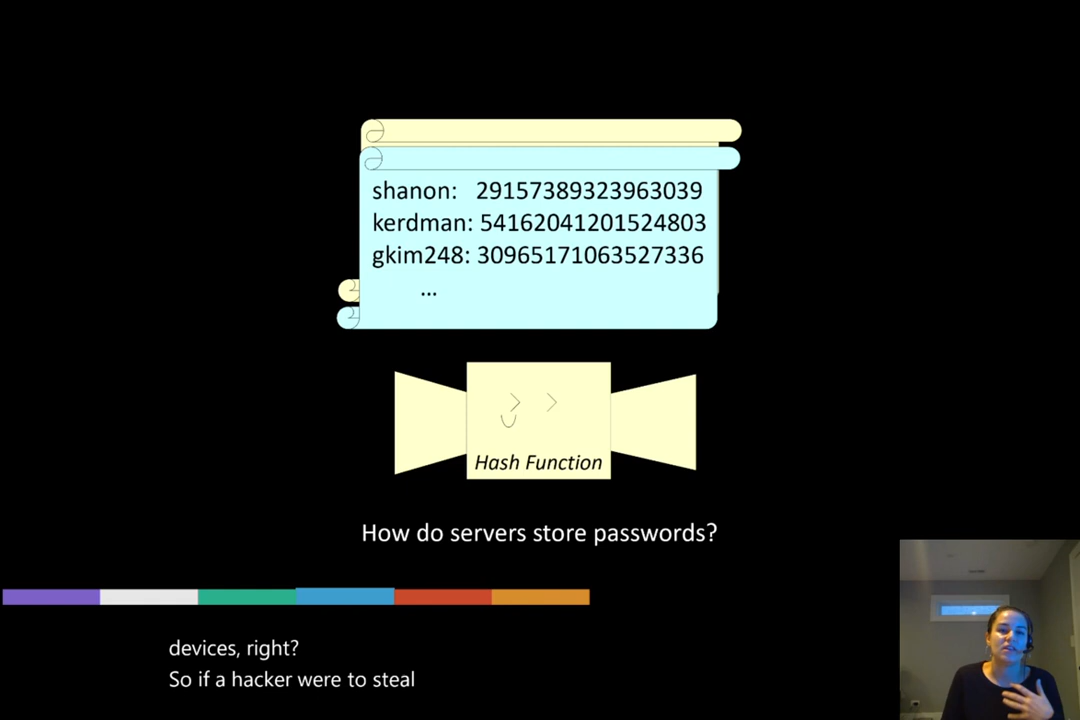 shanon: 29157389323963039
kerdman: 54162041201524803
gkim248: 30965171063527336
...
Hash Function
How do servers store passwords?
devices, right?
So if a hacker were to steal